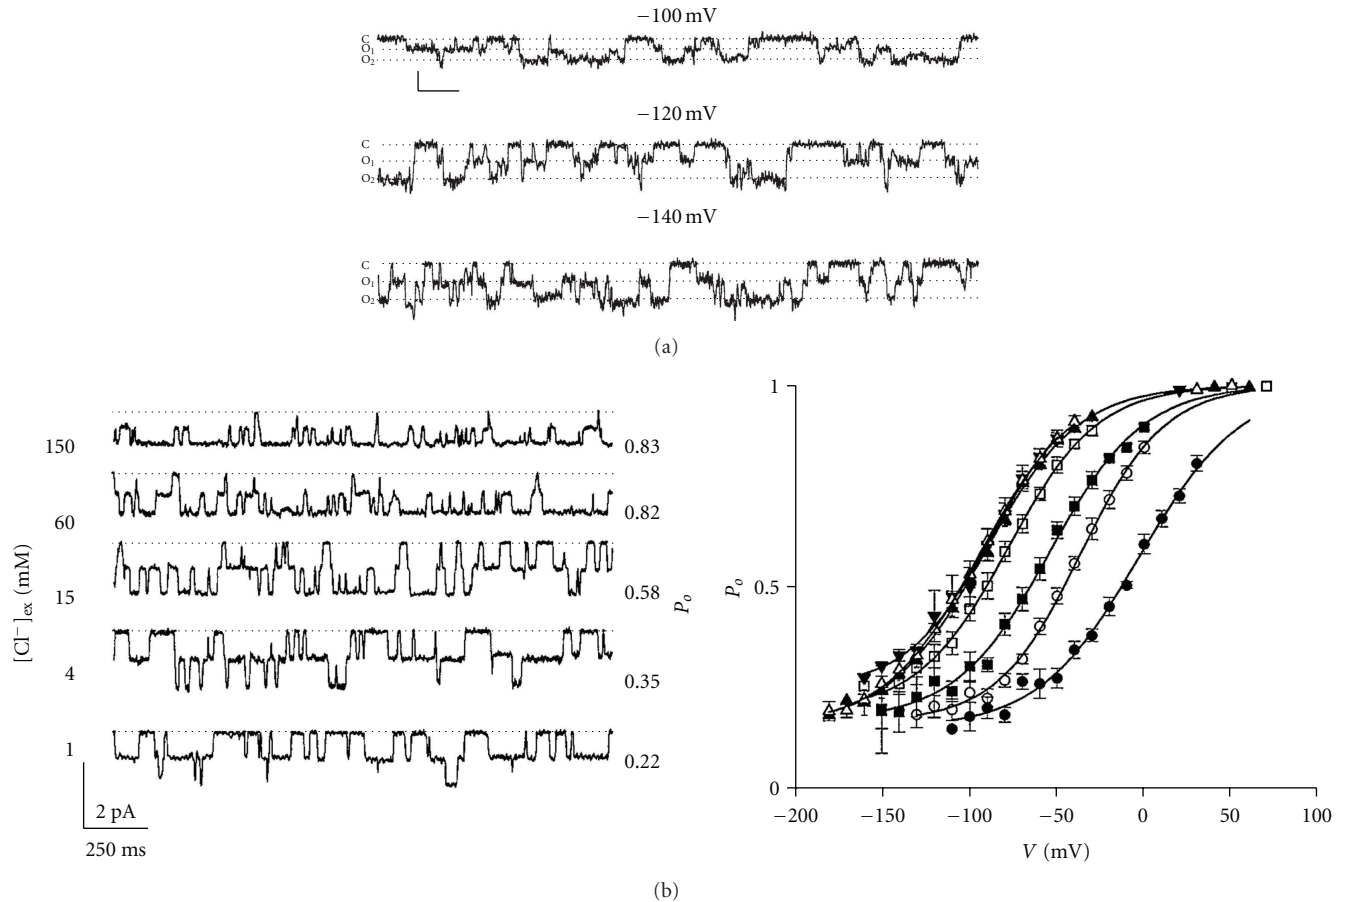 −100 mV
C
O1
O2
−120 mV
C
O1
O2
−140 mV
C
O1
O2
(a)
[Cl−]ex (mM)
150
0.83
60
0.82
15
0.58
4
0.35
1
0.22
2 pA
250 ms
Po
Po
1
0.5
0
−200
−150
−100
−50
0
50
100
V (mV)
(b)